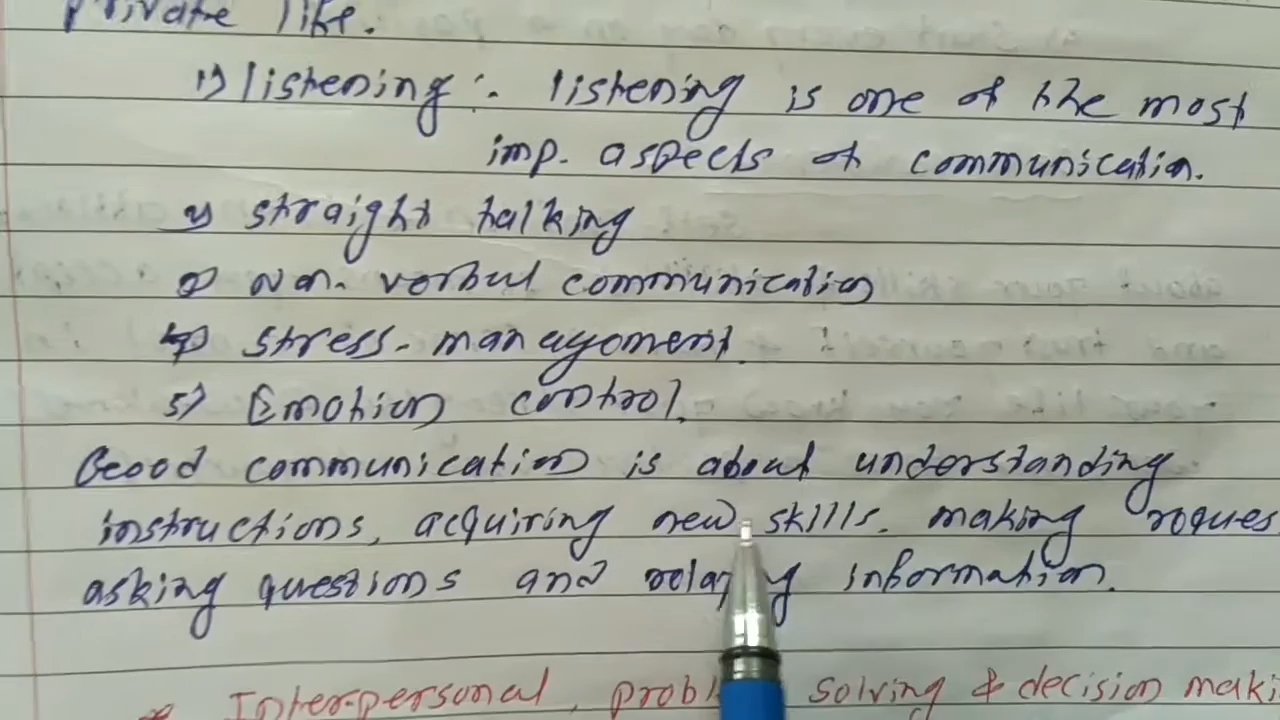 Private life.
1) listening :- listening is one of the most
imp. aspects of communication.
2) straight talking
3) Non-verbal communication
4) stress-management.
5) Emotion control.
Good communication is about understanding
instructions, acquiring new skills. making reques
asking questions and relaying information.
* Interpersonal, solving & decision maki